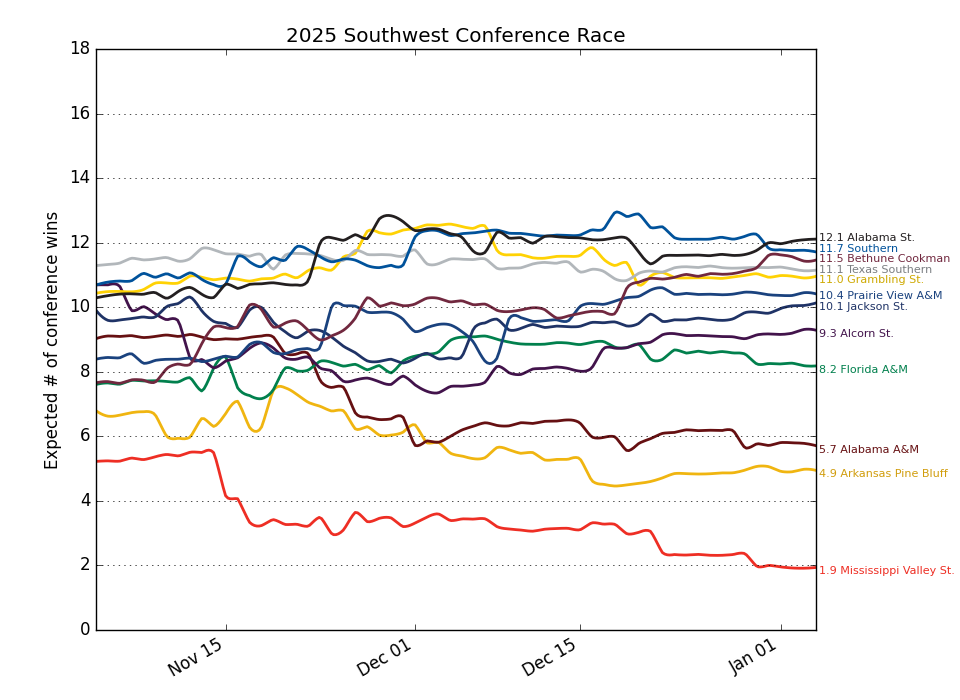 2025 Southwest Conference Race
Expected # of conference wins
18
16
14
12
10
8
6
4
2
0
Nov 15
Dec 01
Dec 15
Jan 01
12.1 Alabama St.
11.7 Southern
11.5 Bethune Cookman
11.1 Texas Southern
11.0 Grambling St.
10.4 Prairie View A&M
10.1 Jackson St.
9.3 Alcorn St.
8.2 Florida A&M
5.7 Alabama A&M
4.9 Arkansas Pine Bluff
1.9 Mississippi Valley St.